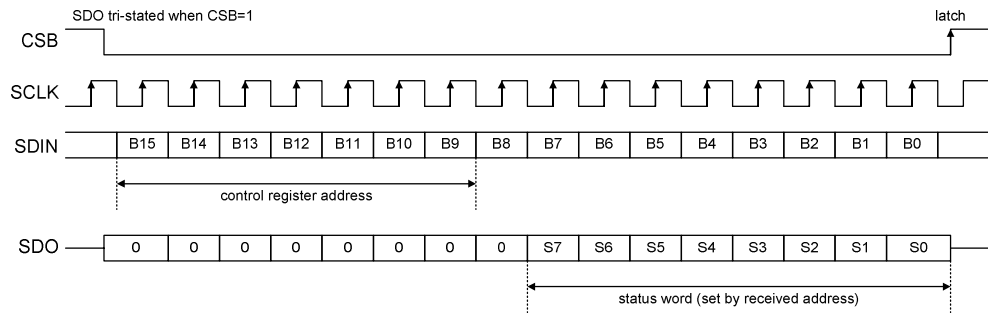 SDO tri-stated when CSB=1 latch
CSB
SCLK
SDIN B15 B14 B13 B12 B11 B10 B9 B8 B7 B6 B5 B4 B3 B2 B1 B0
control register address
SDO 0 0 0 0 0 0 0 0 S7 S6 S5 S4 S3 S2 S1 S0
status word (set by received address)